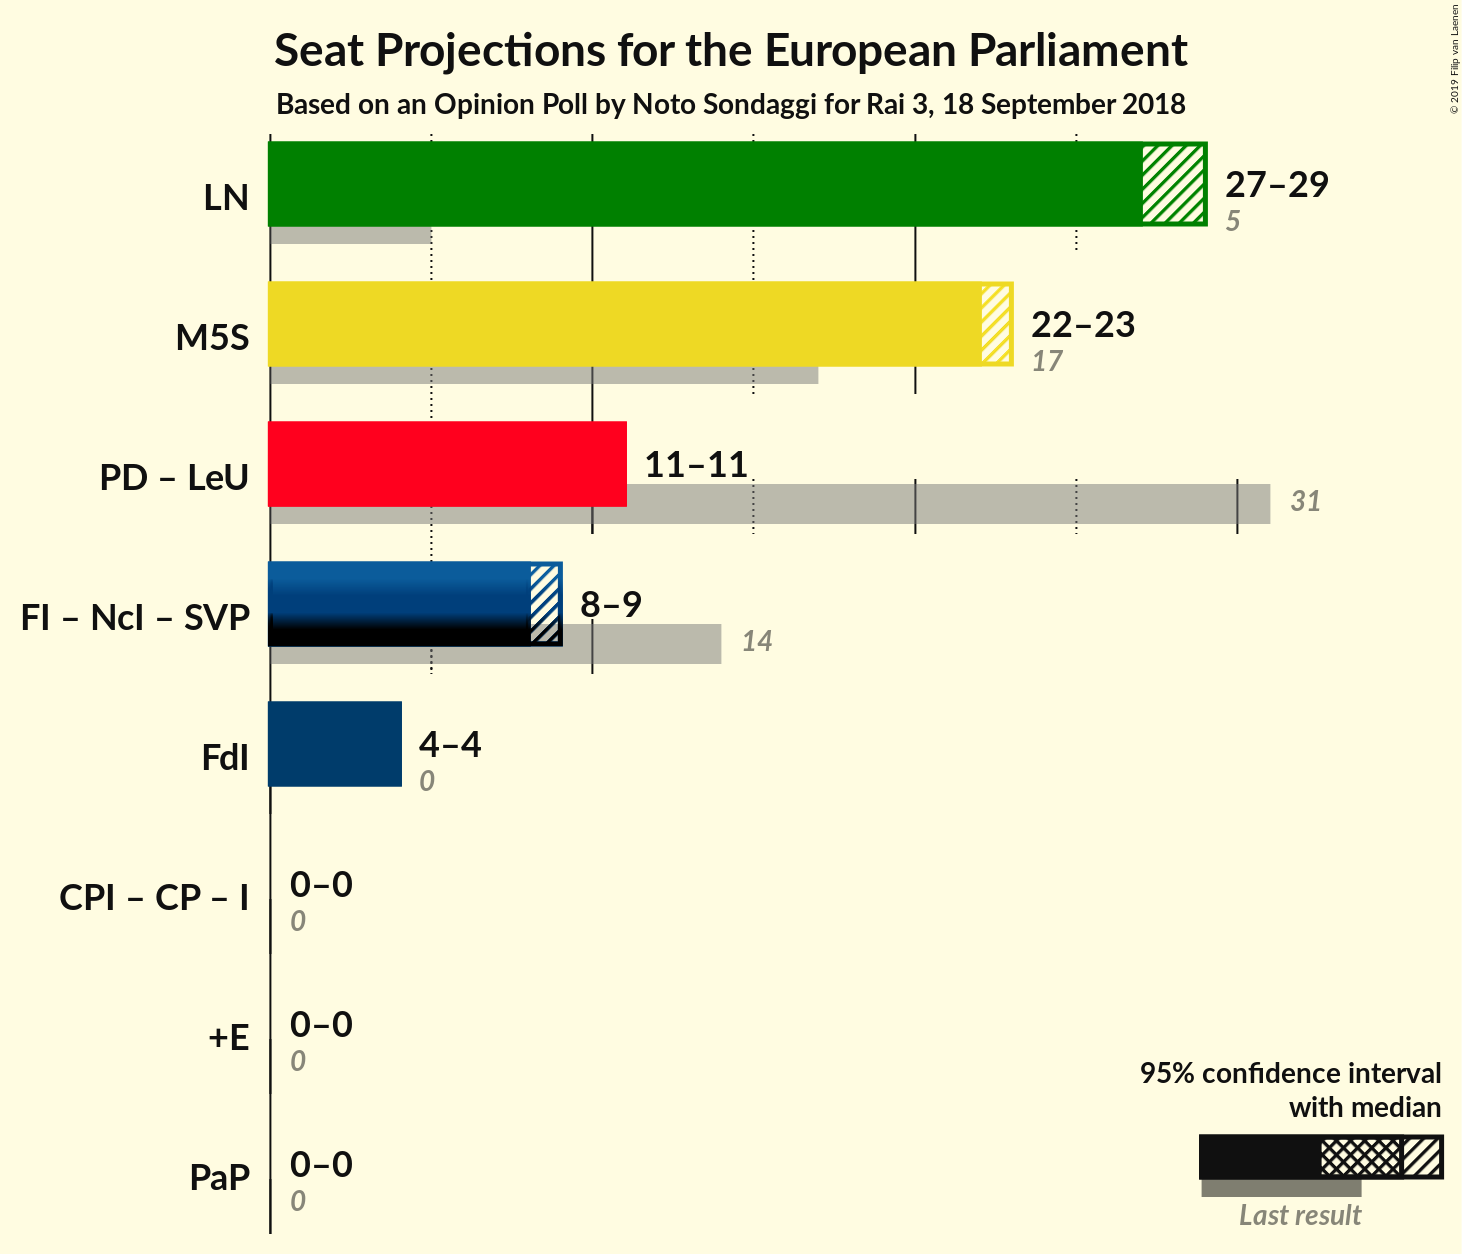 Seat Projections for the European Parliament
Based on an Opinion Poll by Noto Sondaggi for Rai 3, 18 September 2018
© 2019 Filip van Laenen
LN
27–29
5
M5S
22–23
17
PD – LeU
11–11
31
FI – NcI – SVP
8–9
14
FdI
4–4
0
CPI – CP – I
0–0
0
+E
0–0
0
PaP
0–0
0
95% confidence interval
with median
Last result